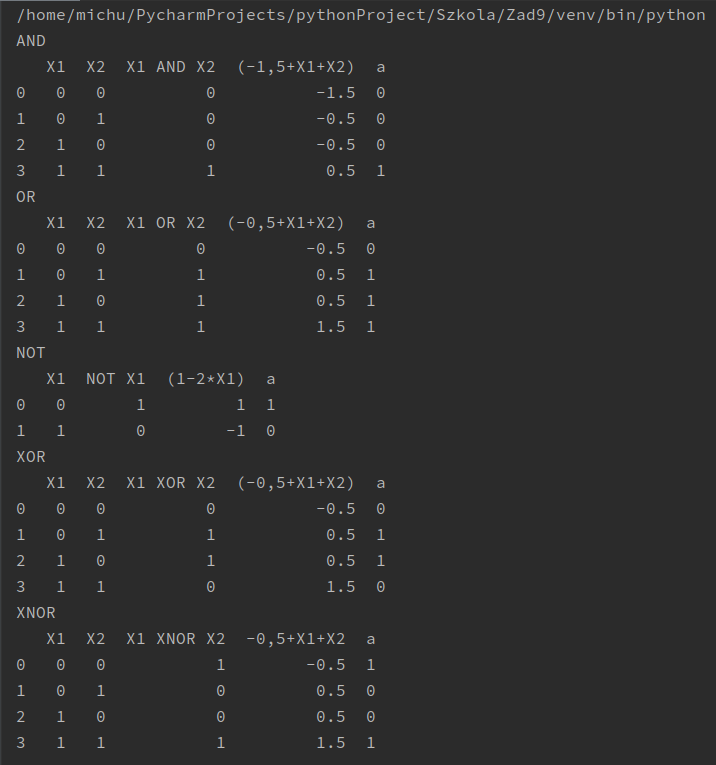 /home/michu/PycharmProjects/pythonProject/Szkola/Zad9/venv/bin/python
AND
   X1  X2  X1 AND X2  (-1,5+X1+X2)  a
0   0   0          0          -1.5  0
1   0   1          0          -0.5  0
2   1   0          0          -0.5  0
3   1   1          1           0.5  1
OR
   X1  X2  X1 OR X2  (-0,5+X1+X2)  a
0   0   0         0          -0.5  0
1   0   1         1           0.5  1
2   1   0         1           0.5  1
3   1   1         1           1.5  1
NOT
   X1  NOT X1  (1-2*X1)  a
0   0       1         1  1
1   1       0        -1  0
XOR
   X1  X2  X1 XOR X2  (-0,5+X1+X2)  a
0   0   0          0          -0.5  0
1   0   1          1           0.5  1
2   1   0          1           0.5  1
3   1   1          0           1.5  0
XNOR
   X1  X2  X1 XNOR X2  -0,5+X1+X2  a
0   0   0           1        -0.5  1
1   0   1           0         0.5  0
2   1   0           0         0.5  0
3   1   1           1         1.5  1